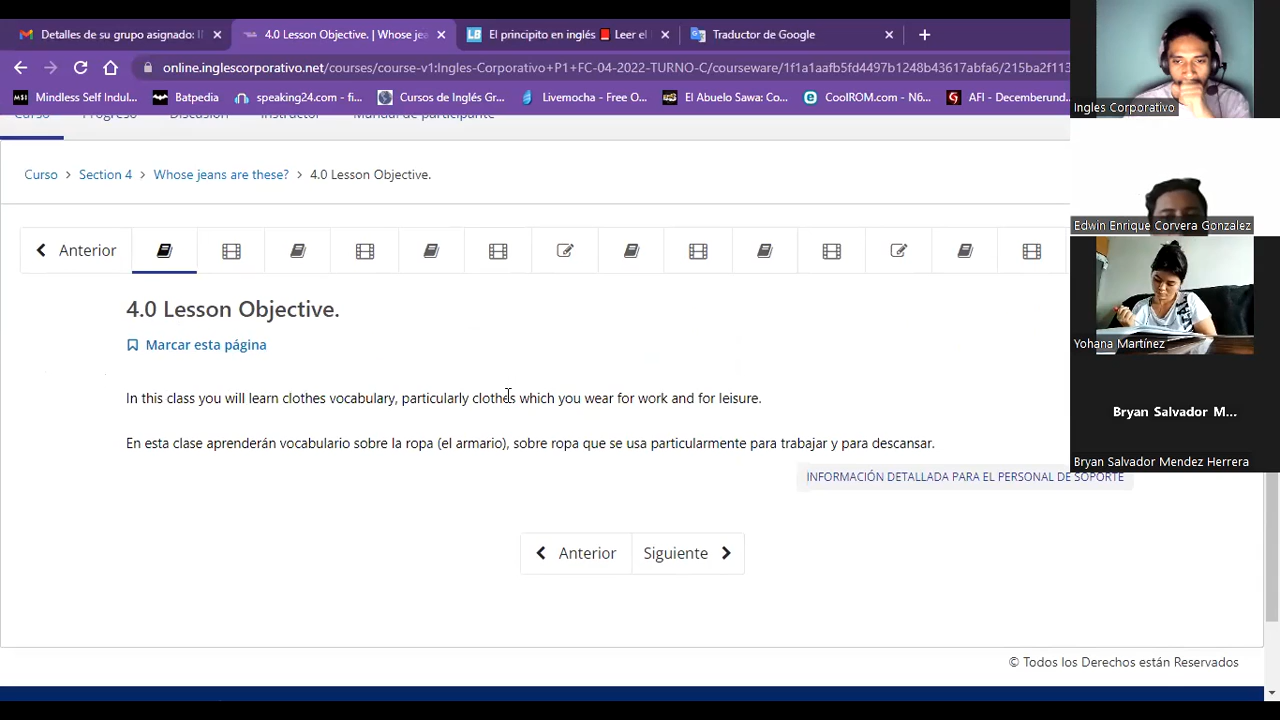 Detalles de su grupo asignado: I
4.0 Lesson Objective. | Whose je
El principito en inglés 📕 Leer el
Traductor de Google
online.inglescorporativo.net/courses/course-v1:Ingles-Corporativo+P1+FC-04-2022-TURNO-C/courseware/1f1a1aafb5fd4497b1248b43617abfa6/215ba2f113
Mindless Self Indul...
Batpedia
speaking24.com - fi...
Cursos de Inglés Gr...
Livemocha - Free O...
El Abuelo Sawa: Co...
CoolROM.com - N6...
AFI - Decemberund...
Curso
Progreso
Discusión
Instructor
Manual de participante
Curso > Section 4 > Whose jeans are these? > 4.0 Lesson Objective.
Anterior
4.0 Lesson Objective.
Marcar esta página
In this class you will learn clothes vocabulary, particularly clothes which you wear for work and for leisure.
En esta clase aprenderán vocabulario sobre la ropa (el armario), sobre ropa que se usa particularmente para trabajar y para descansar.
INFORMACIÓN DETALLADA PARA EL PERSONAL DE SOPORTE
Anterior
Siguiente
© Todos los Derechos están Reservados
Ingles Corporativo
Edwin Enrique Corvera Gonzalez
Yohana Martínez
Bryan Salvador M...
Bryan Salvador Mendez Herrera